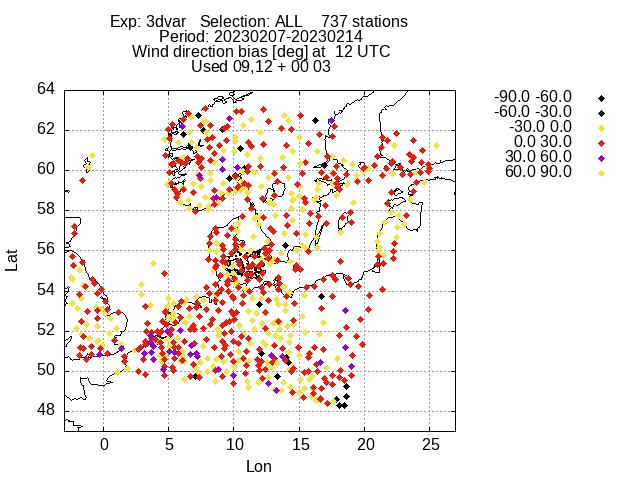 Exp: 3dvar Selection: ALL 737 stations
Period: 20230207-20230214
Wind direction bias [deg] at 12 UTC
Used 09,12 + 00 03
-90.0 -60.0
-60.0 -30.0
-30.0 0.0
0.0 30.0
30.0 60.0
60.0 90.0
Lat
64
62
60
58
56
54
52
50
48
0 5 10 15 20 25
Lon